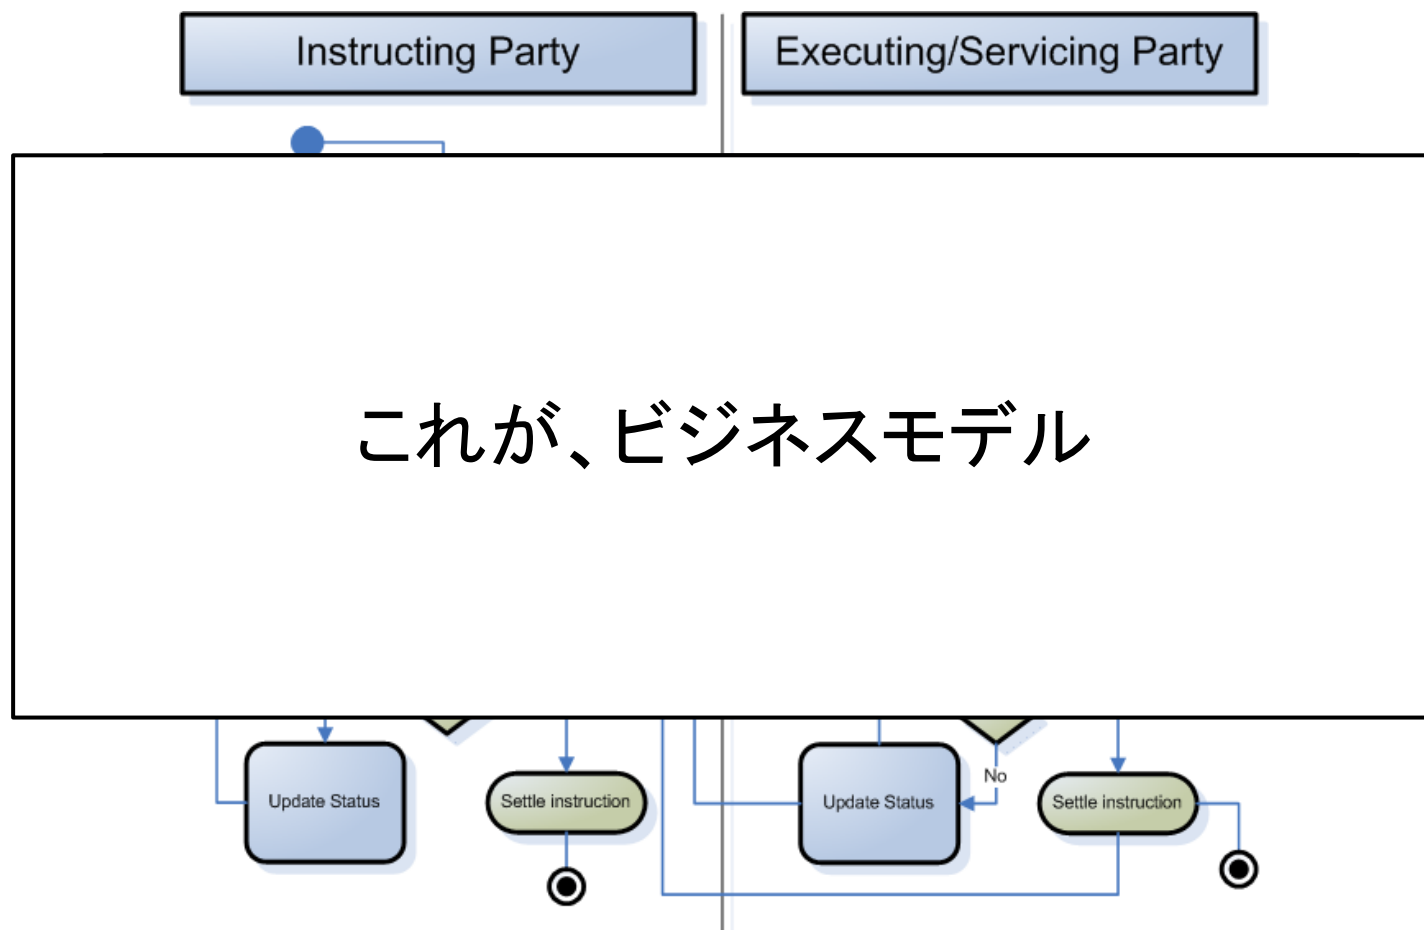 Instructing Party
Executing/Servicing Party
これが、ビジネスモデル
No
Update Status
Settle instruction
Update Status
Settle instruction